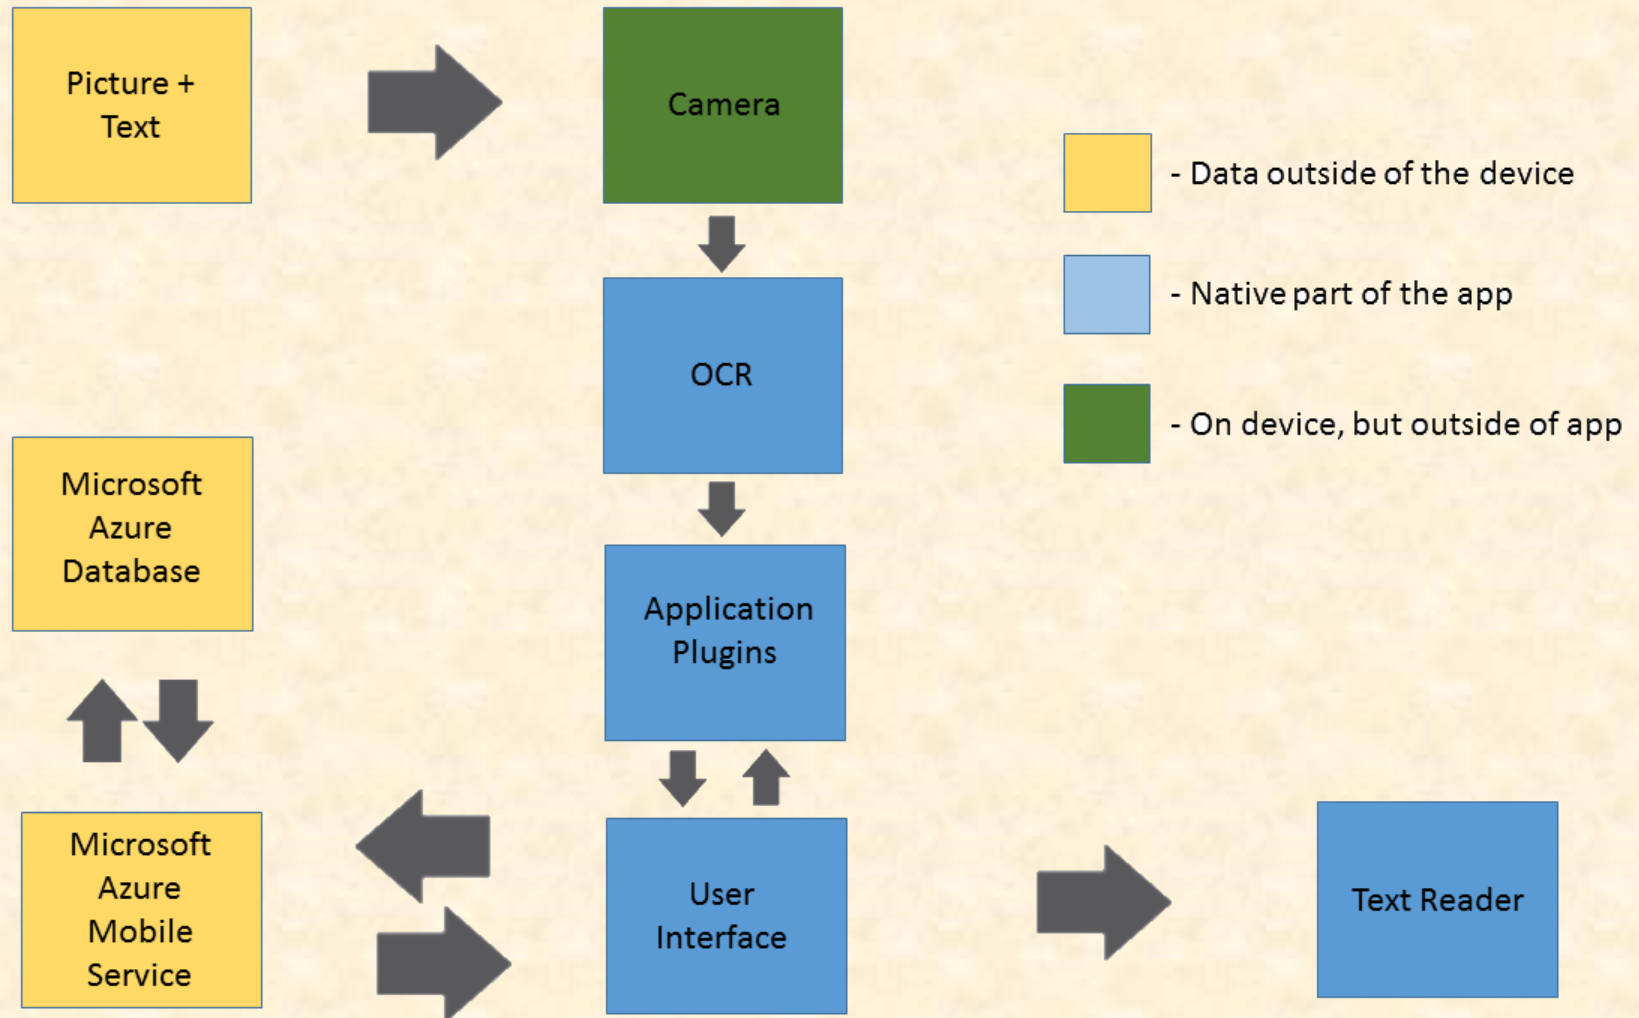 Picture +
Text
Camera
- Data outside of the device
- Native part of the app
- On device, but outside of app
OCR
Microsoft
Azure
Database
Application
Plugins
Microsoft
Azure
Mobile
Service
User
Interface
Text Reader